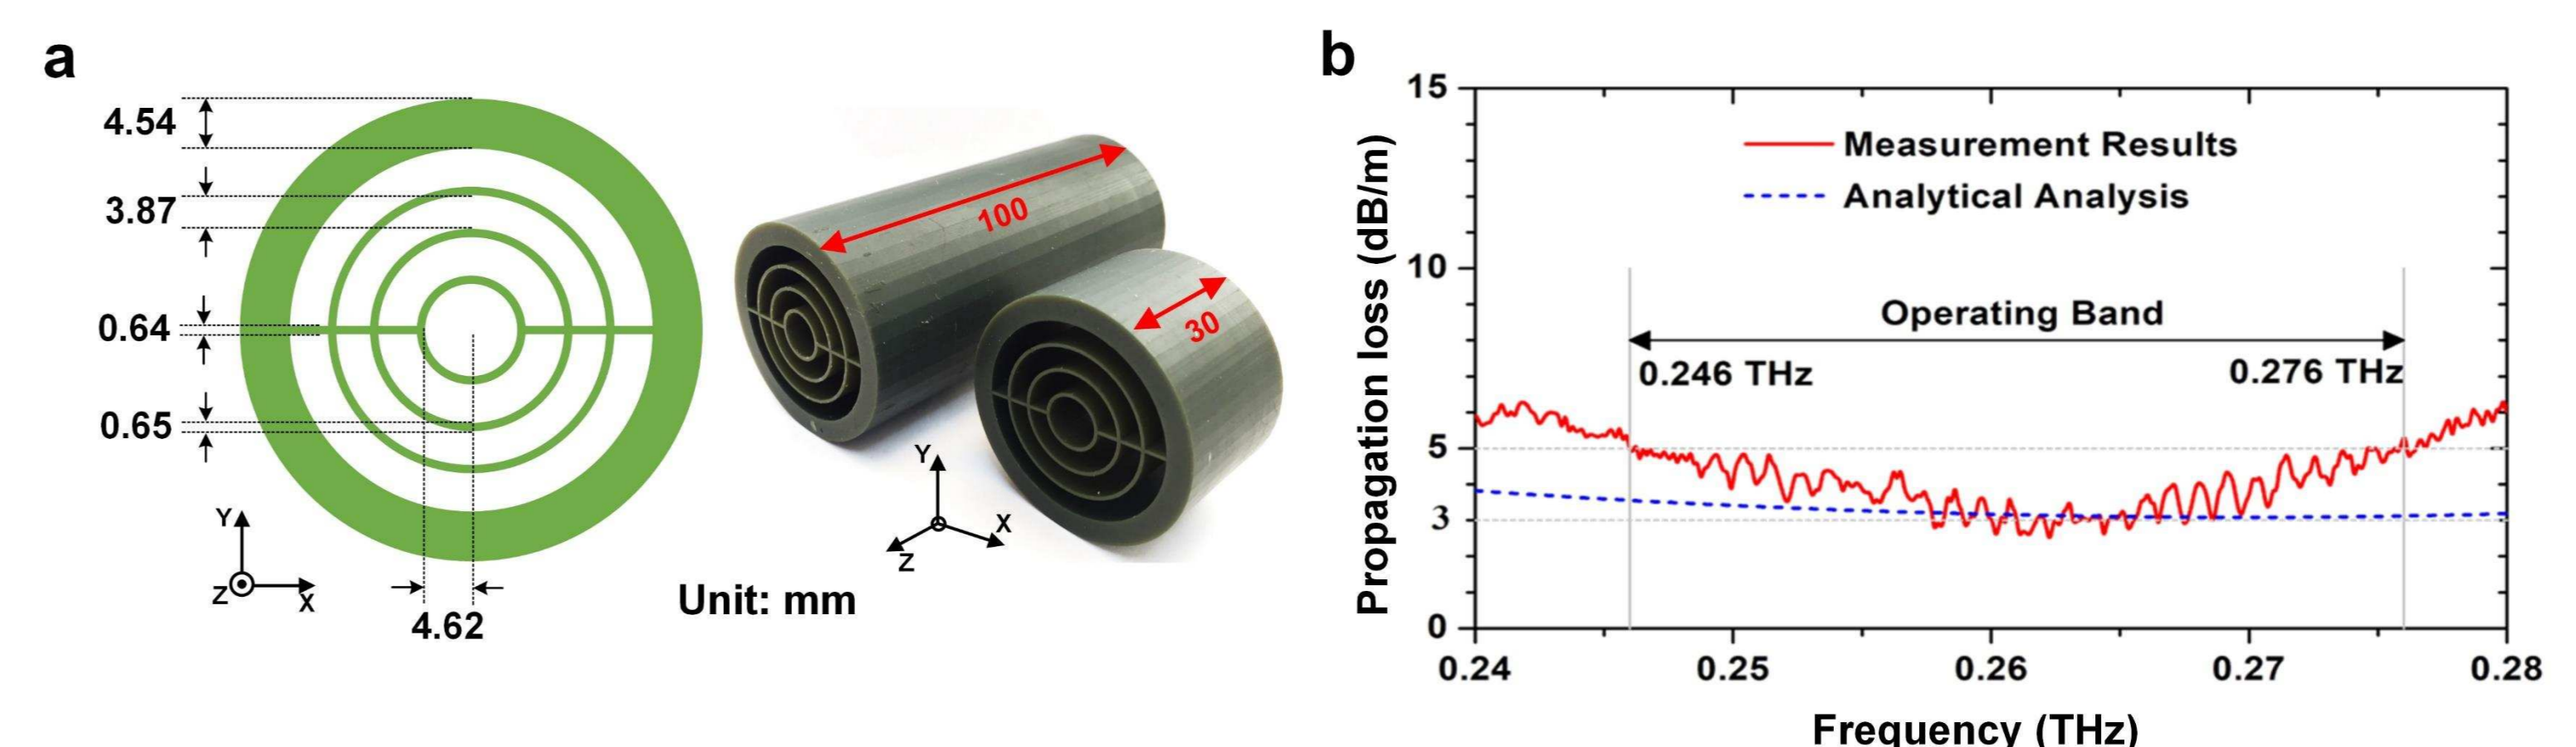 a
4.54
3.87
0.64
0.65
4.62
Y
Z
X
100
30
Y
X
Z
Unit: mm
b
Propagation loss (dB/m)
15
10
5
3
0
Measurement Results
Analytical Analysis
Operating Band
0.246 THz
0.276 THz
0.24
0.25
0.26
0.27
0.28
Frequency (THz)